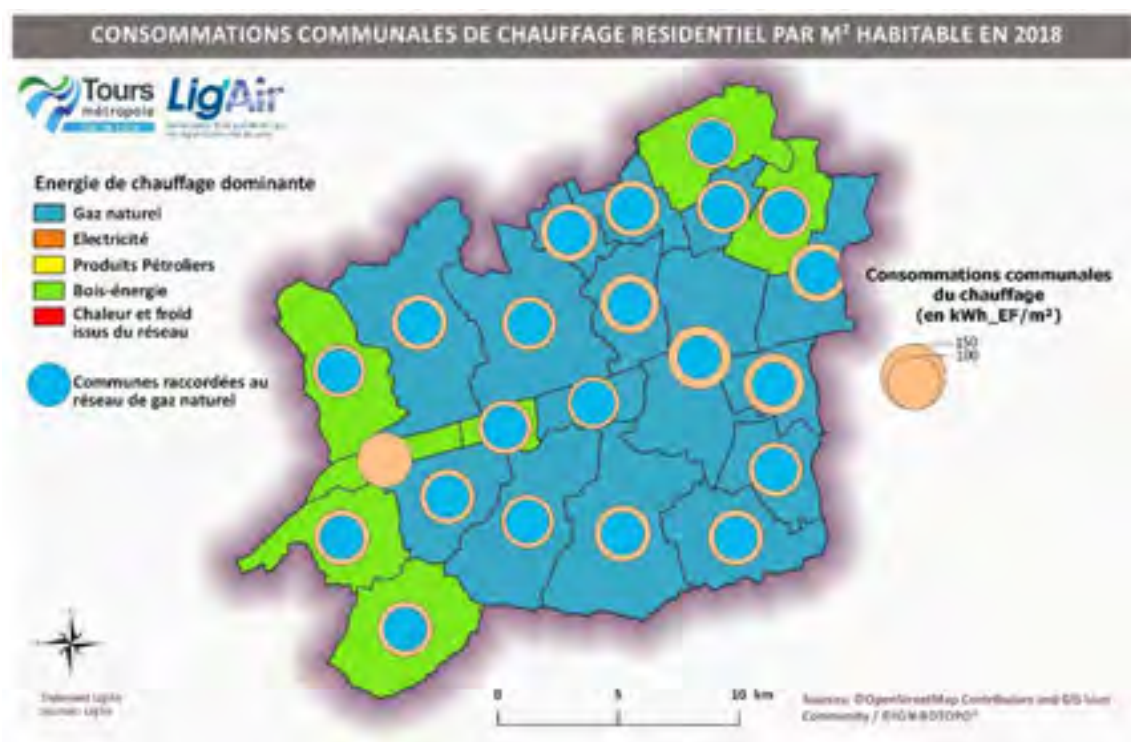 CONSOMMATIONS COMMUNALES DE CHAUFFAGE RESIDENTIEL PAR M² HABITABLE EN 2018
Tours
métropole
Lig'Air
Energie de chauffage dominante
Gaz naturel
Electricité
Produits Pétroliers
Bois-énergie
Chaleur et froid
issus du réseau
Communes raccordées au
réseau de gaz naturel
Consommations communales
du chauffage
(en kWh_EF/m²)
150
100
0 5 10 km
Sources: ©OpenStreetMap Contributors and GIS User
Community /